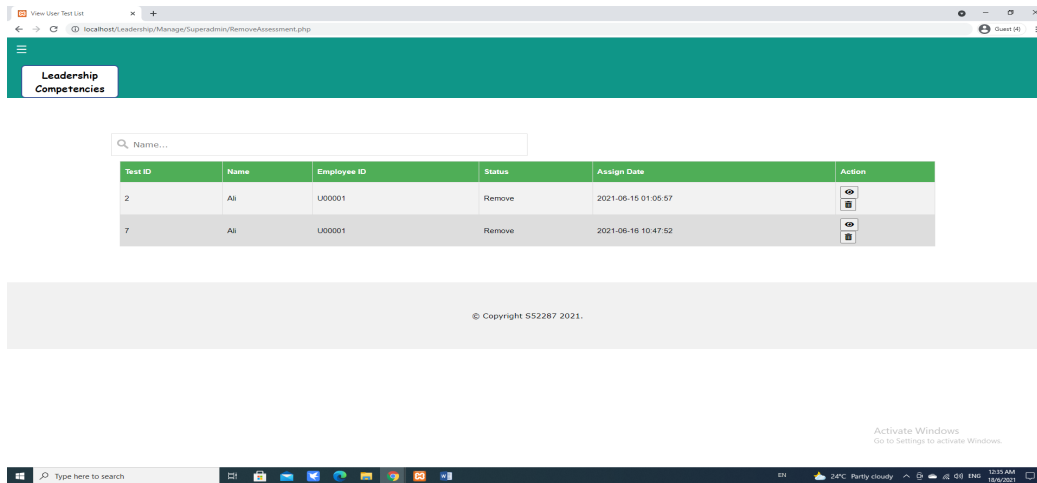 View User Test List
localhost/Leadership/Manage/Superadmin/RemoveAssessment.php
Guest (4)
Leadership
Competencies
Name...
Test ID Name Employee ID Status Assign Date Action
2 Ali U00001 Remove 2021-06-15 01:05:57
7 Ali U00001 Remove 2021-06-16 10:47:52
© Copyright S52287 2021.
Activate Windows
Go to Settings to activate Windows.
Type here to search
EN 24°C Partly cloudy ENG 12:35 AM
18/6/2021